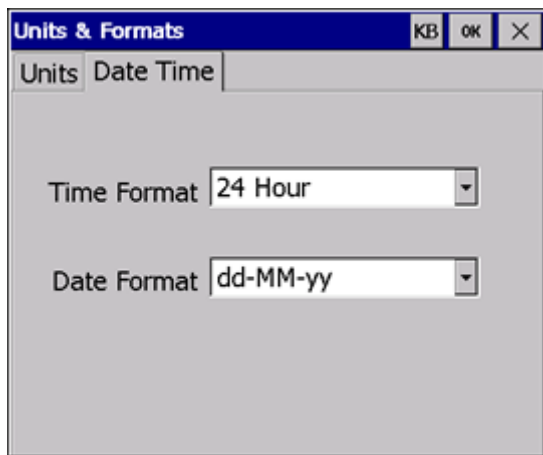 Units & Formats KB OK
Units Date Time
Time Format 24 Hour
Date Format dd-MM-yy